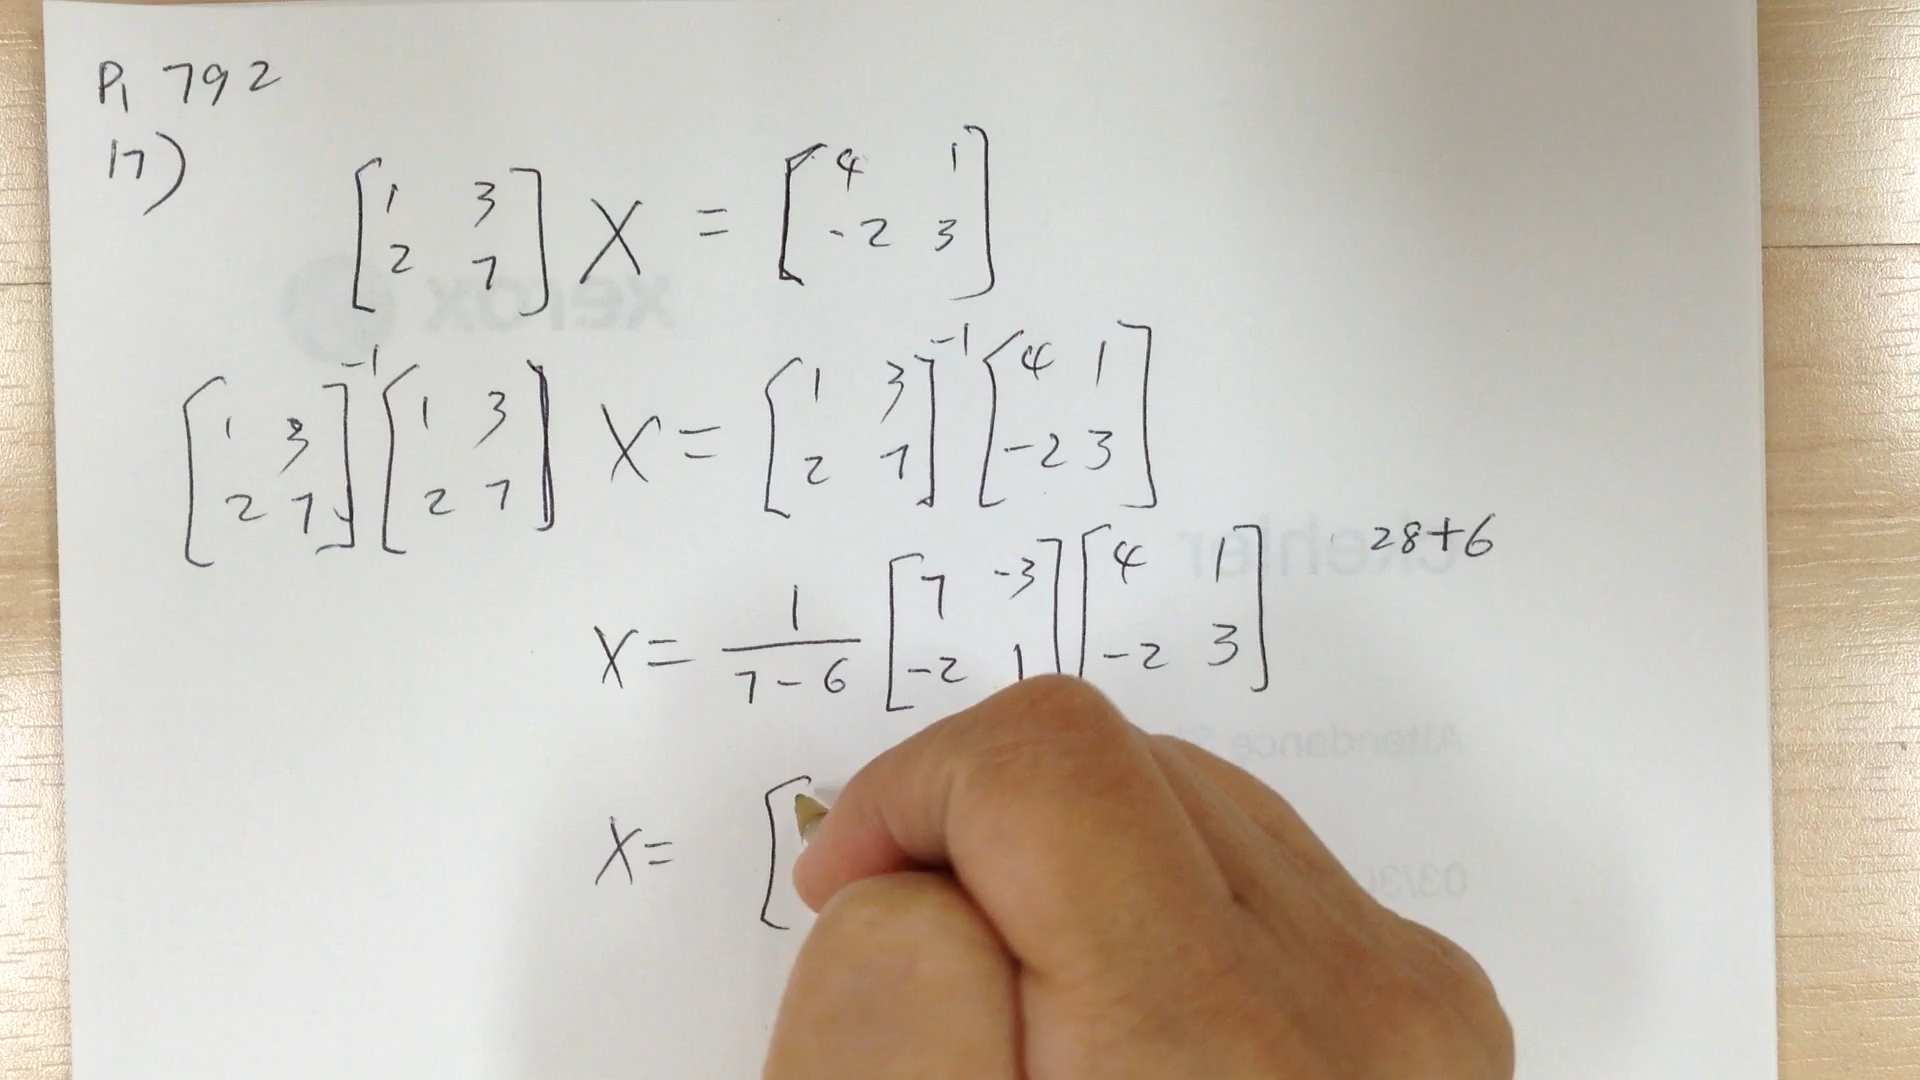 P, 792
17)
[1 3; 2 7] X = [4 1; -2 3]
[1 3; 2 7]^-1 [1 3; 2 7] X = [1 3; 2 7]^-1 [4 1; -2 3]
28+6
X = 1/(7-6) [7 -3; -2 1] [4 1; -2 3]
X = [
xerox
Attendance